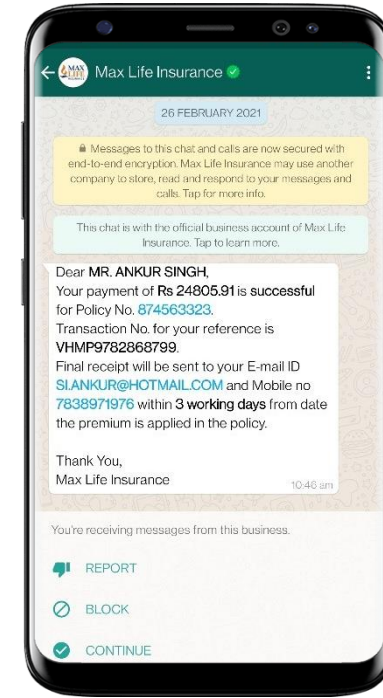 MAX LIFE
Max Life Insurance
26 FEBRUARY 2021
Messages to this chat and calls are now secured with
end-to-end encryption. Max Life Insurance may use another
company to store, read and respond to your messages and
calls. Tap for more info.
This chat is with the official business account of Max Life
Insurance. Tap to learn more.
Dear MR. ANKUR SINGH,
Your payment of Rs 24805.91 is successful
for Policy No. 874563323.
Transaction No. for your reference is
VHMP9782868799.
Final receipt will be sent to your E-mail ID
SI.ANKUR@HOTMAIL.COM and Mobile no
7838971976 within 3 working days from date
the premium is applied in the policy.
Thank You,
Max Life Insurance
10:46 am
You're receiving messages from this business.
REPORT
BLOCK
CONTINUE